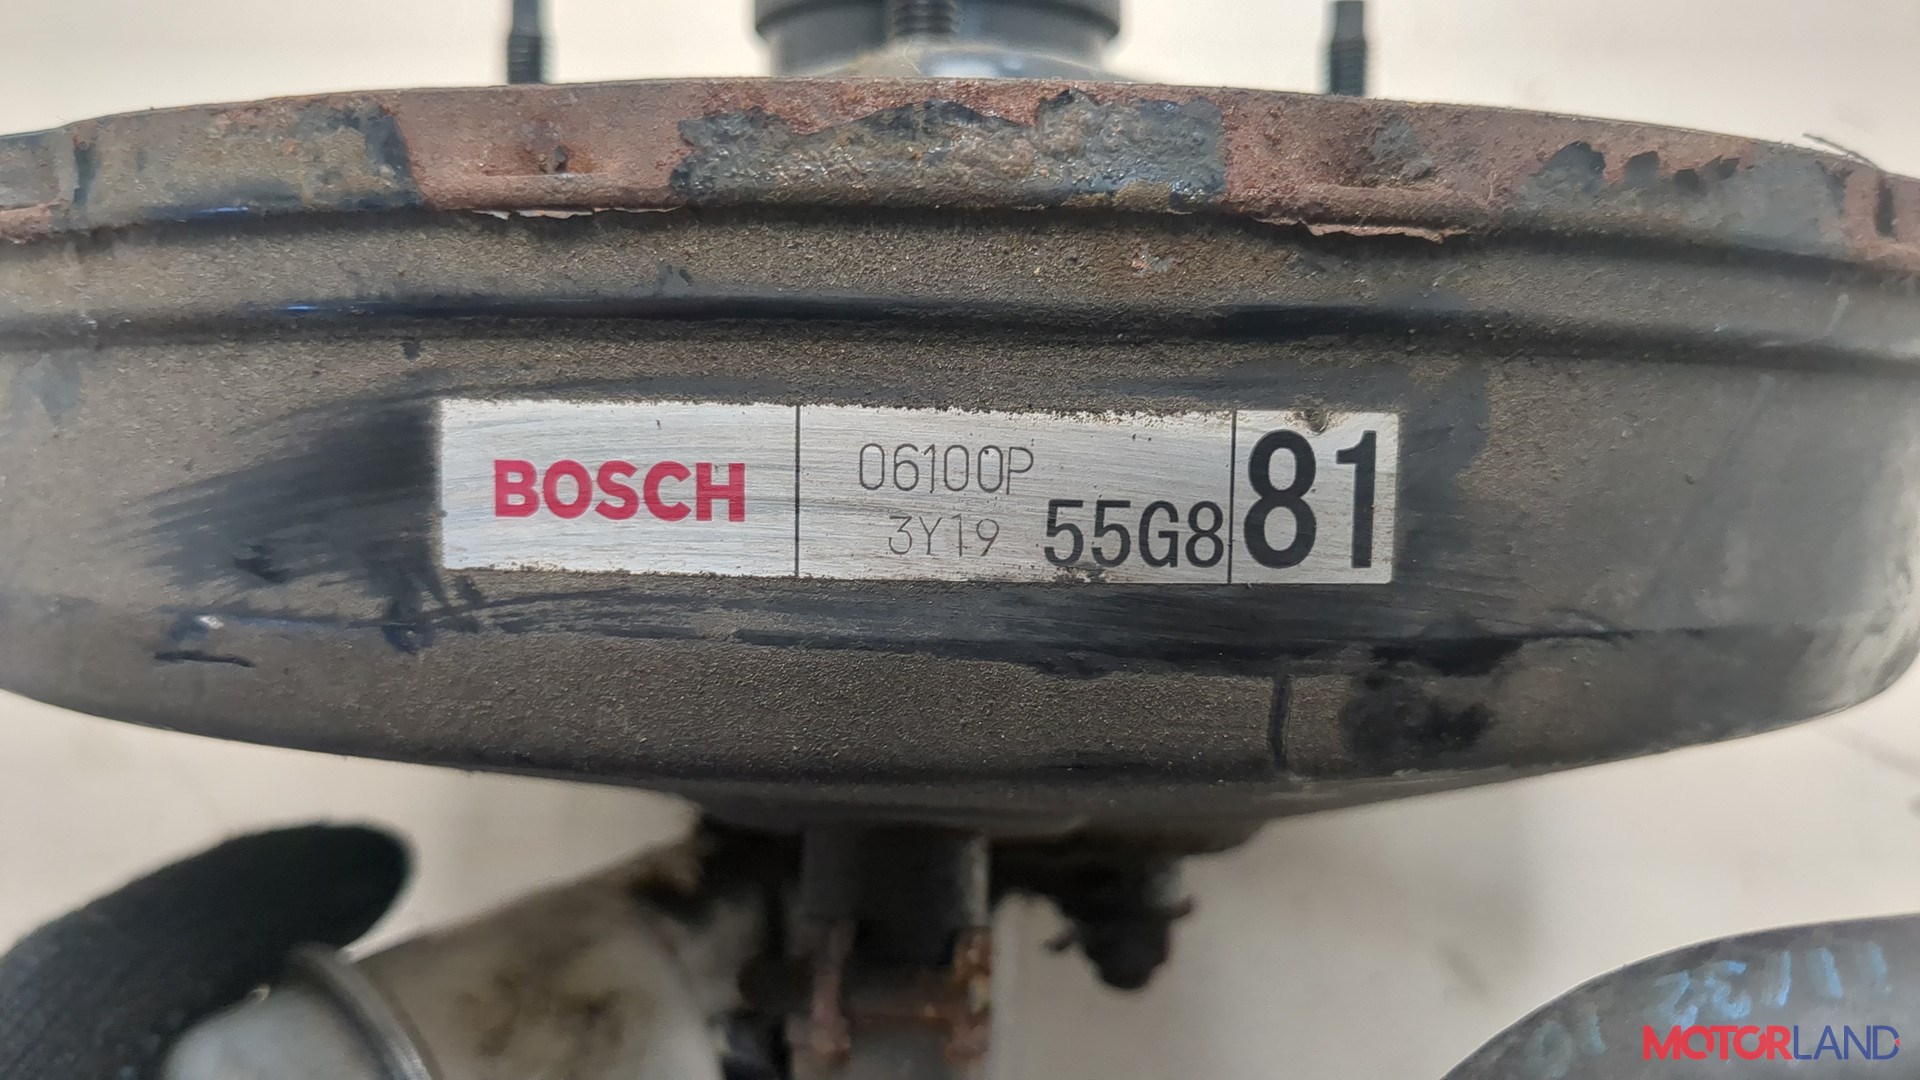 BOSCH
06100P
3Y19
55G8
81
MOTORLAND